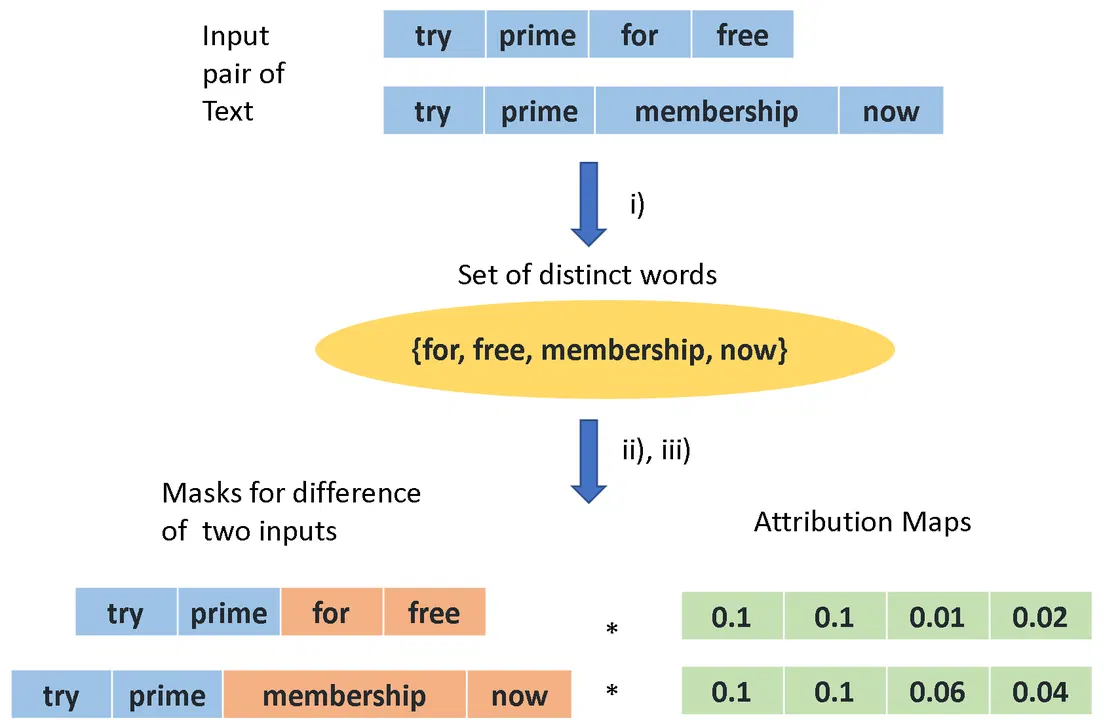 Input
pair of
Text
try prime for free
try prime membership now
i)
Set of distinct words
{for, free, membership, now}
ii), iii)
Masks for difference
of two inputs
Attribution Maps
try prime for free * 0.1 0.1 0.01 0.02
try prime membership now * 0.1 0.1 0.06 0.04